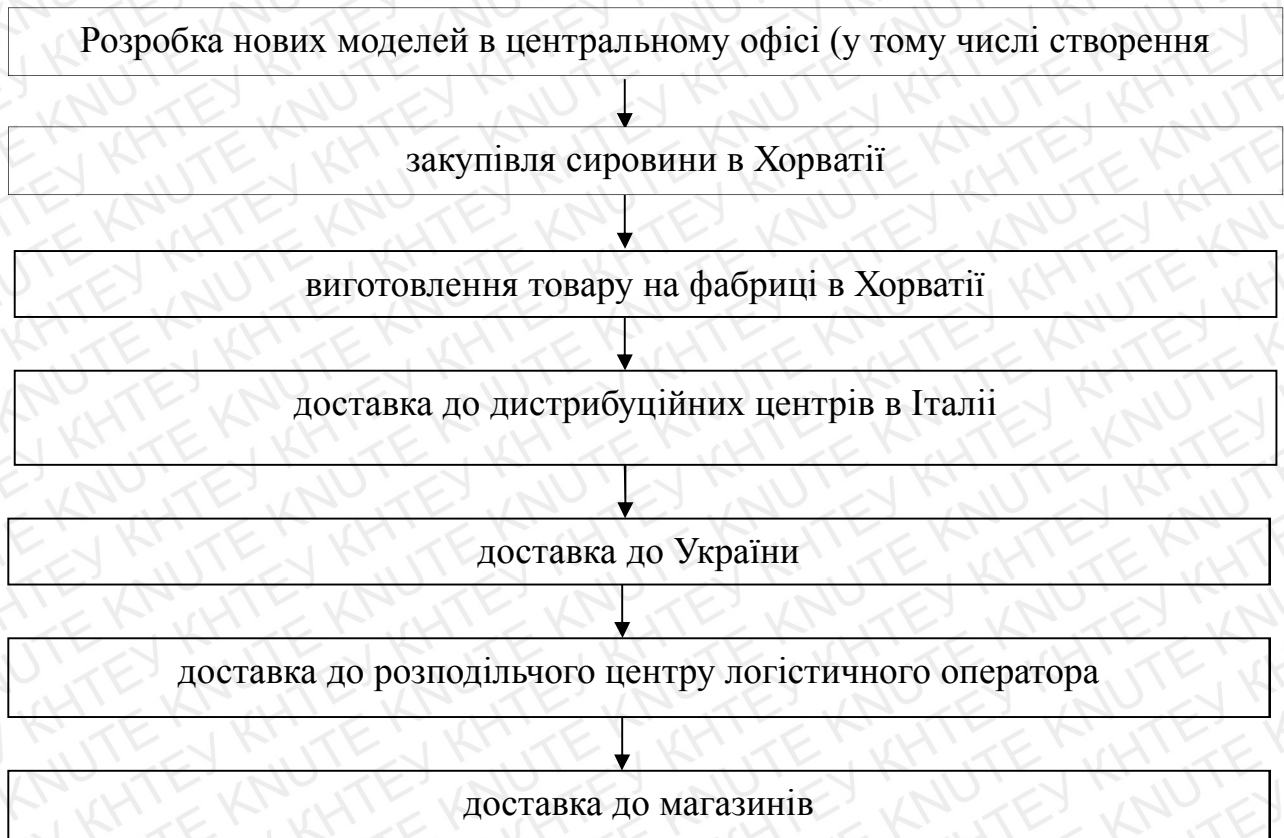 Розробка нових моделей в центральному офісі (у тому числі створення
закупівля сировини в Хорватії
виготовлення товару на фабриці в Хорватії
доставка до дистрибуційних центрів в Італіі
доставка до України
доставка до розподільчого центру логістичного оператора
доставка до магазинів